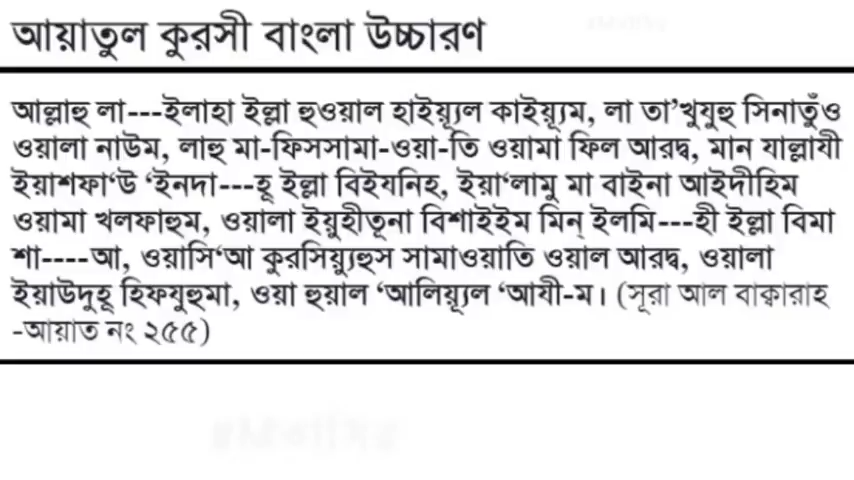 আয়াতুল কুরসী বাংলা উচ্চারণ
আল্লাহু লা---ইলাহা ইল্লা হুওয়াল হাইয়্যূল কাইয়্যূম, লা তা’খুযুহু সিনাতুঁও
ওয়ালা নাউম, লাহু মা-ফিসসামা-ওয়া-তি ওয়ামা ফিল আরদ্ব, মান যাল্লাযী
ইয়াশফা‘উ ‘ইনদা---হূ ইল্লা বিইযনিহ, ইয়া‘লামু মা বাইনা আইদীহিম
ওয়ামা খলফাহুম, ওয়ালা ইয়ুহীতূনা বিশাইইম মিন্ ইলমি---হী ইল্লা বিমা
শা----আ, ওয়াসি‘আ কুরসিয়্যুহুস সামাওয়াতি ওয়াল আরদ্ব, ওয়ালা
ইয়াউদুহূ হিফযুহুমা, ওয়া হুয়াল ‘আলিয়্যূল ‘আযী-ম। (সূরা আল বাক্বারাহ
-আয়াত নং ২৫৫)